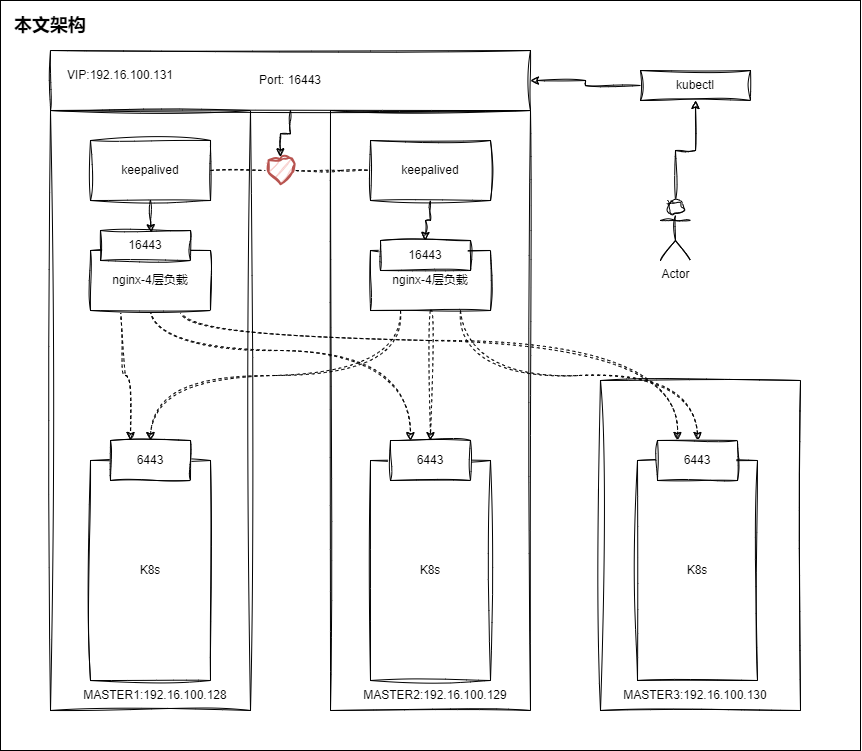 本文架构
VIP:192.16.100.131
Port: 16443
kubectl
keepalived
keepalived
16443
nginx-4层负载
16443
nginx-4层负载
Actor
6443
K8s
6443
K8s
6443
K8s
MASTER1:192.16.100.128
MASTER2:192.16.100.129
MASTER3:192.16.100.130